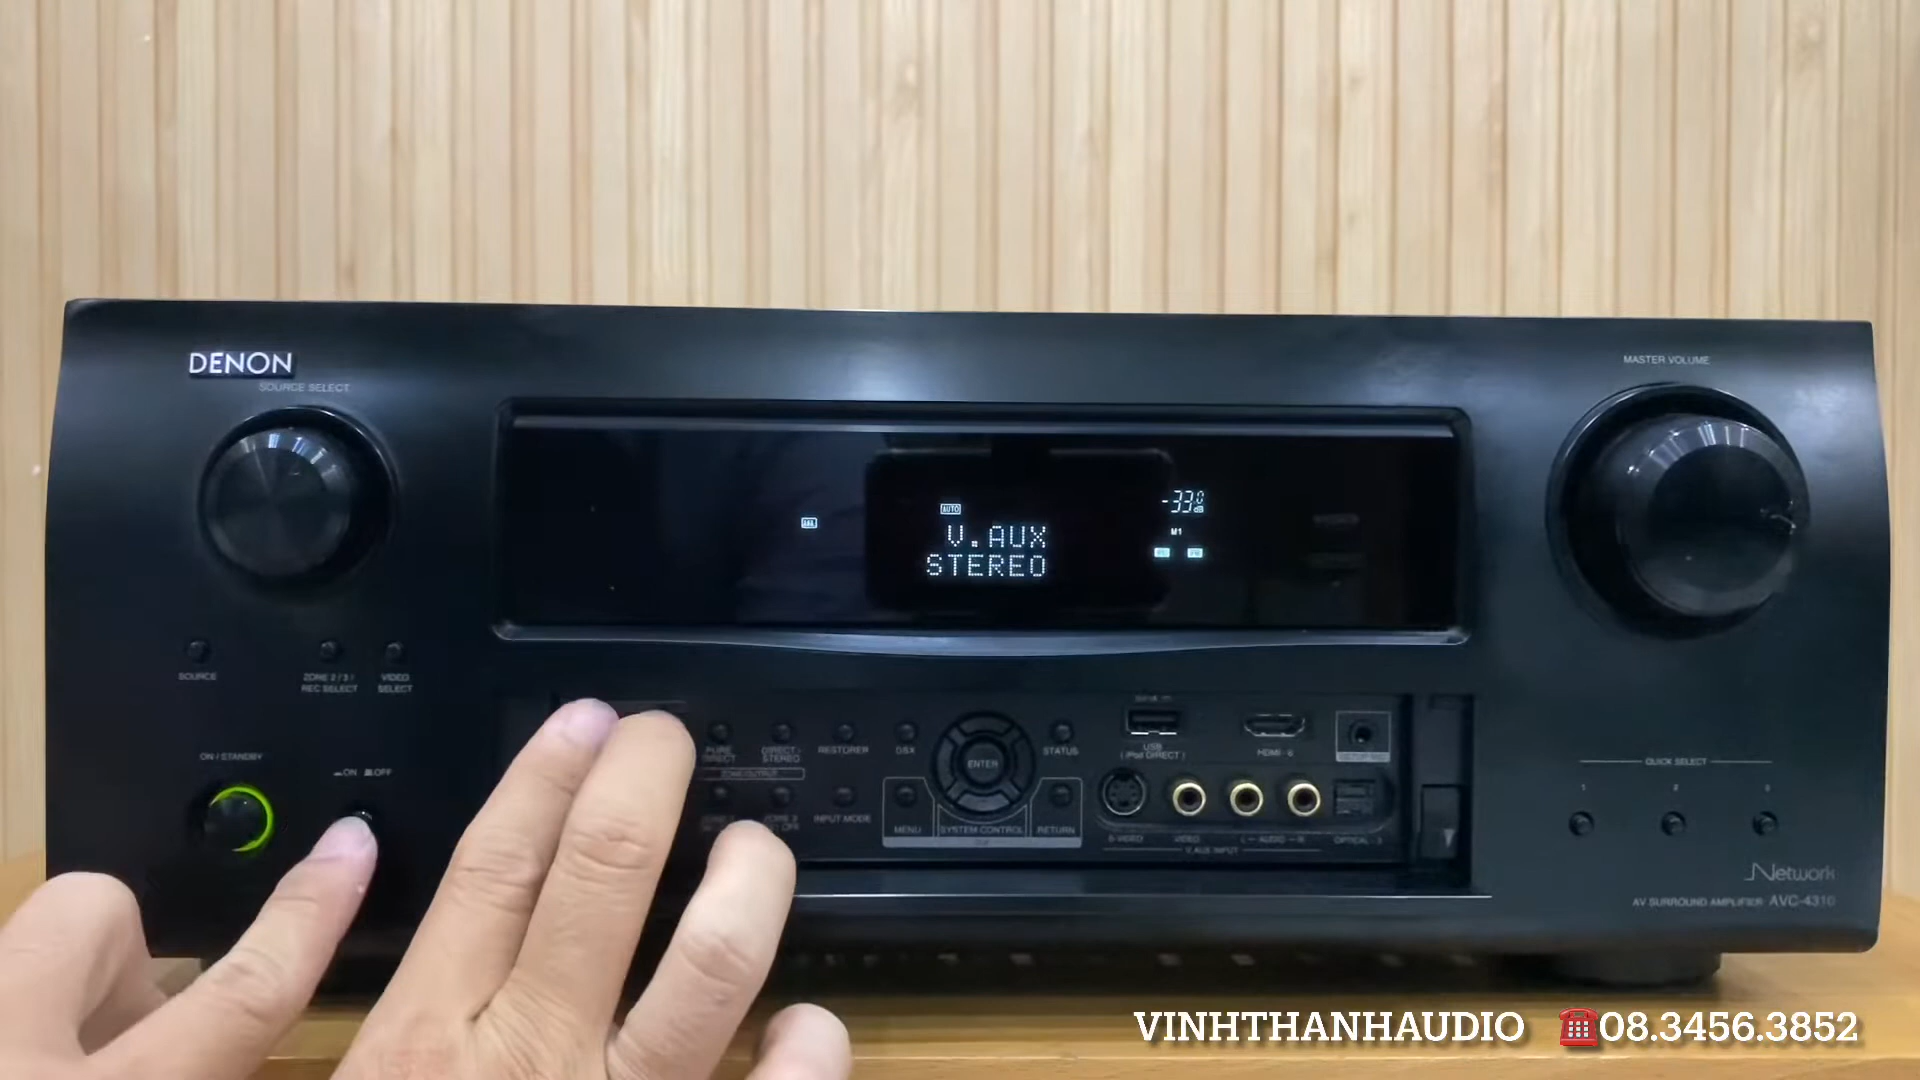 DENON
SOURCE SELECT
MASTER VOLUME
AUTO
-33.0 dB
M1
V.AUX
STEREO
SOURCE
ZONE 2 / 3 /
REC SELECT
VIDEO
SELECT
PURE
DIRECT
DIRECT /
STEREO
RESTORER
DSX
ENTER
STATUS
USB
( iPod DIRECT )
HDMI - 6
ON / STANDBY
ON OFF
INPUT MODE
MENU
SYSTEM CONTROL
RETURN
S-VIDEO
VIDEO
L - AUDIO - R
V.AUX INPUT
QUICK SELECT
1 2 3
Network
AV SURROUND AMPLIFIER AVC-4310
VINHTHANHAUDIO ☎️08.3456.3852